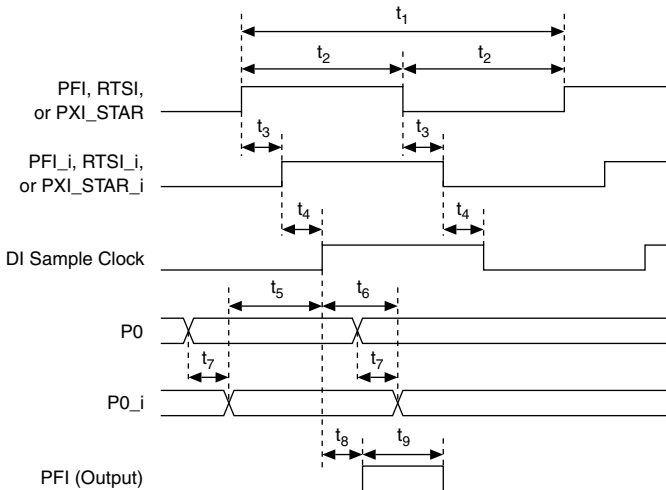 t1
t2 t2
PFI, RTSI,
or PXI_STAR
t3 t3
PFI_i, RTSI_i,
or PXI_STAR_i
t4 t4
DI Sample Clock
t5 t6
P0
t7 t7
P0_i
t8 t9
PFI (Output)